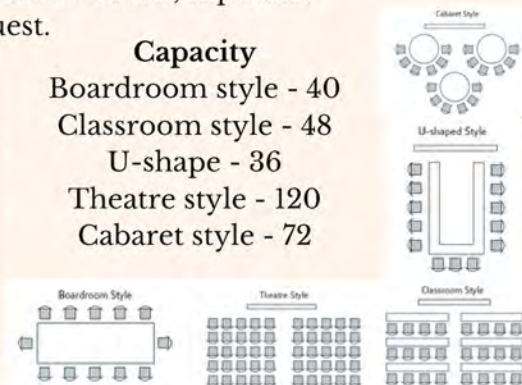 uest.
Capacity
Boardroom style - 40
Classroom style - 48
U-shape - 36
Theatre style - 120
Cabaret style - 72
Cabaret Style
U-shaped Style
Boardroom Style
Theatre Style
Classroom Style